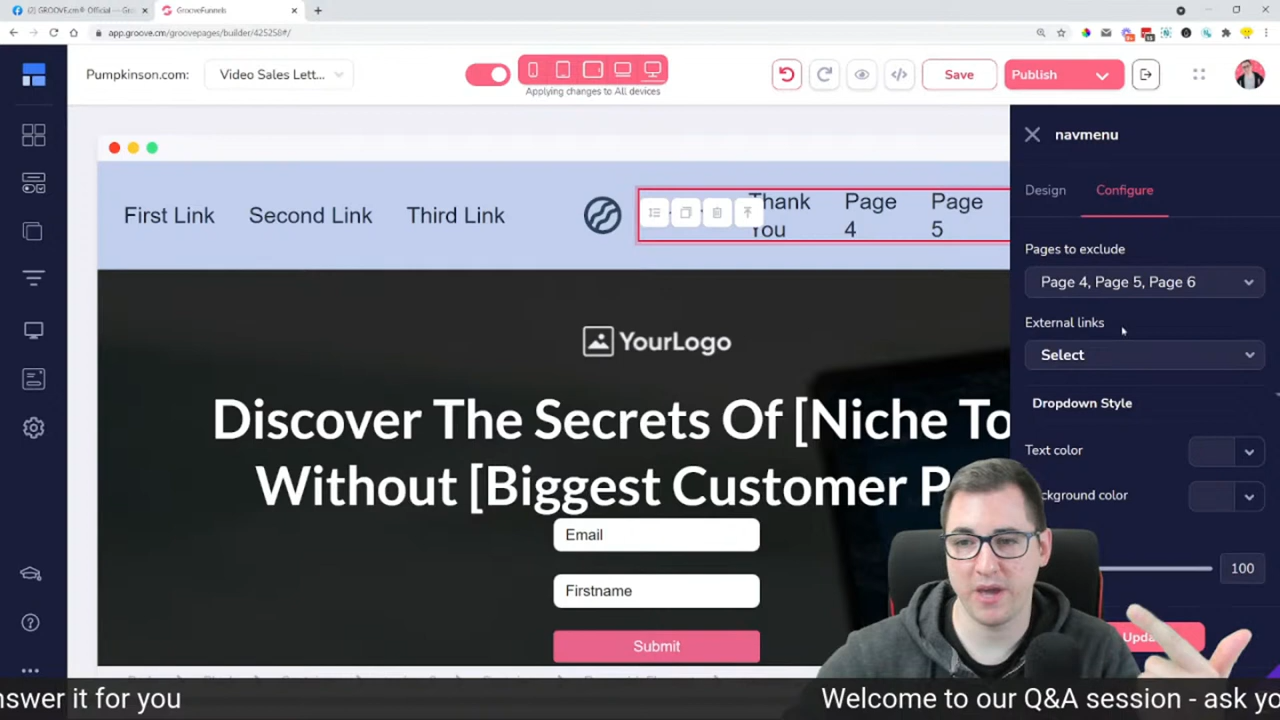 (2) GROOVE.cm® Official — Groo
GrooveFunnels
app.groove.cm/groovepages/builder/425258#/
Pumpkinson.com:
Video Sales Lett...
Applying changes to All devices
Save
Publish
First Link
Second Link
Third Link
Thank
You
Page
4
Page
5
navmenu
Design
Configure
Pages to exclude
Page 4, Page 5, Page 6
External links
Select
Dropdown Style
Text color
ckground color
100
YourLogo
Discover The Secrets Of [Niche To
Without [Biggest Customer P
Email
Firstname
Submit
nswer it for you
Welcome to our Q&A session - ask yo